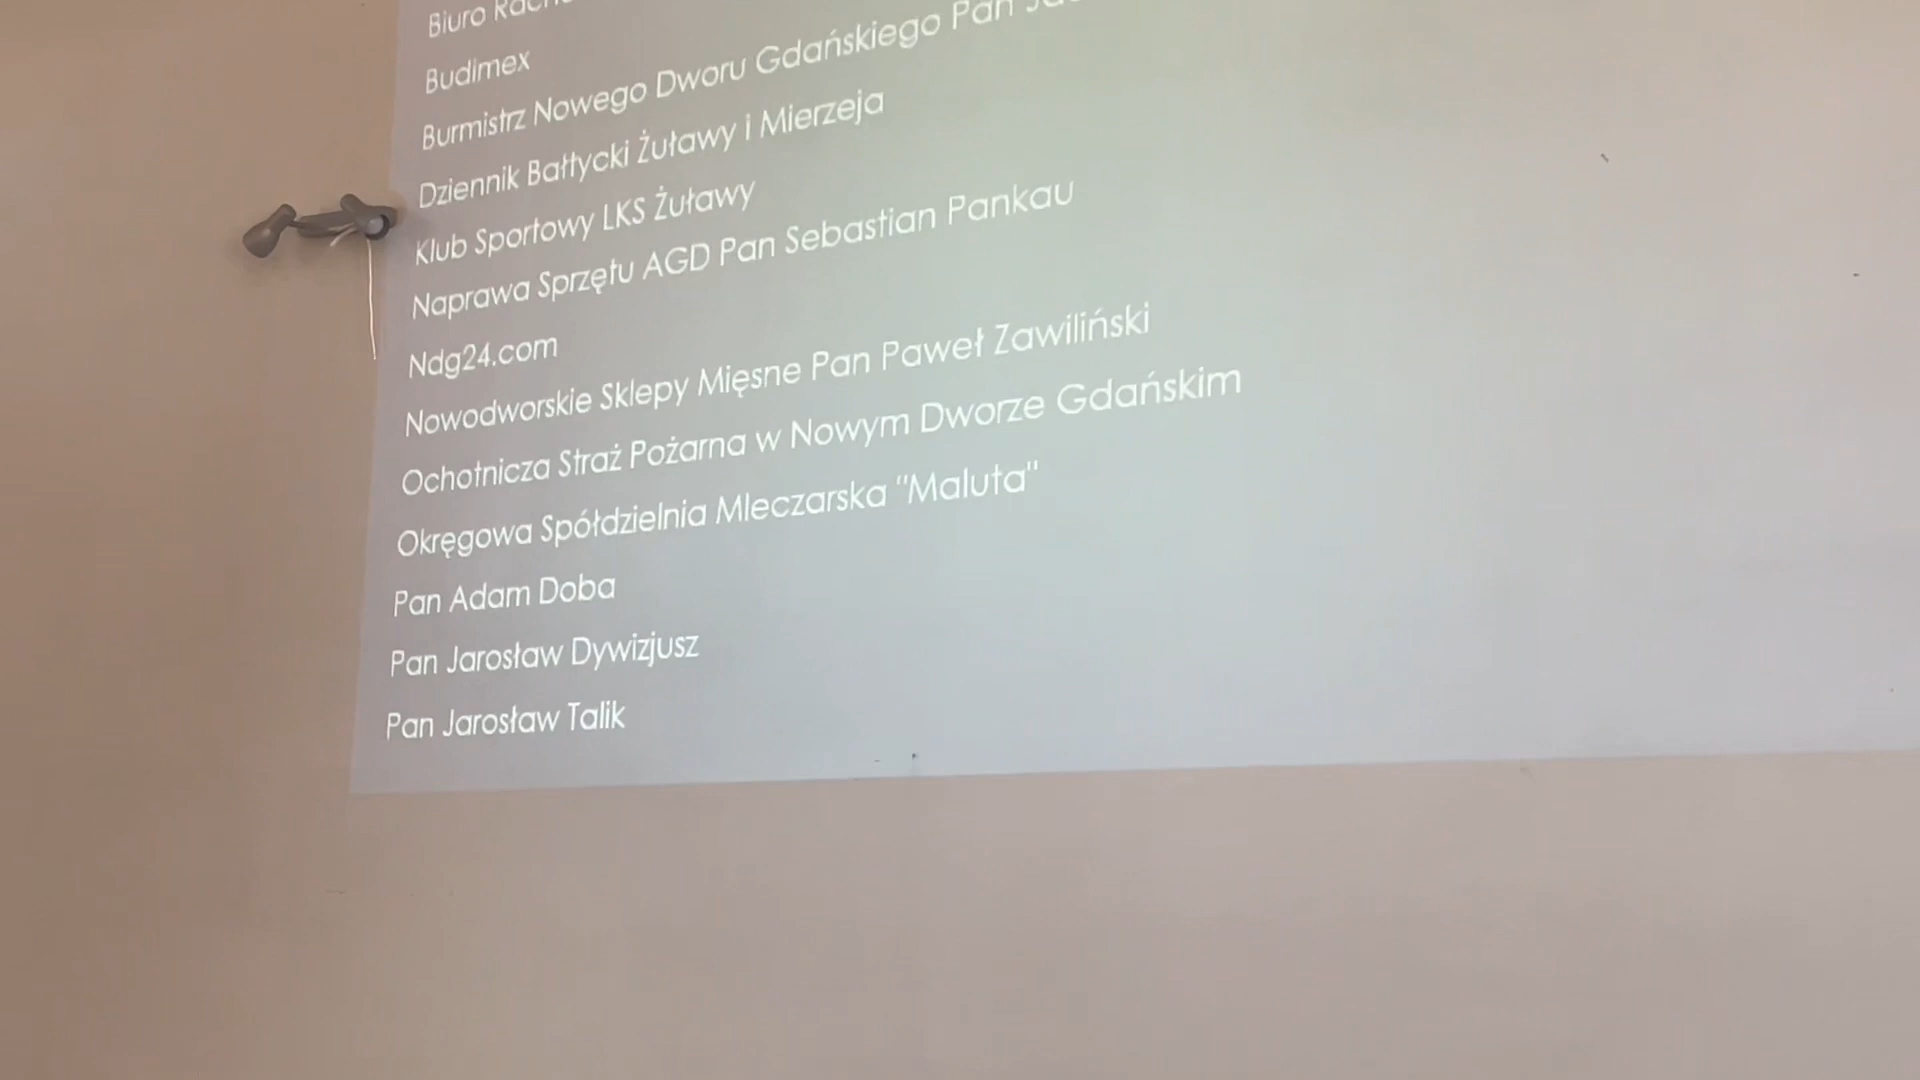 Biuro
Budimex
Burmistrz Nowego Dworu Gdańskiego Pan
Dziennik Bałtycki Żuławy i Mierzeja
Klub Sportowy LKS Żuławy
Naprawa Sprzętu AGD Pan Sebastian Pankau
Ndg24.com
Nowodworskie Sklepy Mięsne Pan Paweł Zawiliński
Ochotnicza Straż Pożarna w Nowym Dworze Gdańskim
Okręgowa Spółdzielnia Mleczarska "Maluta"
Pan Adam Doba
Pan Jarosław Dywizjusz
Pan Jarosław Talik